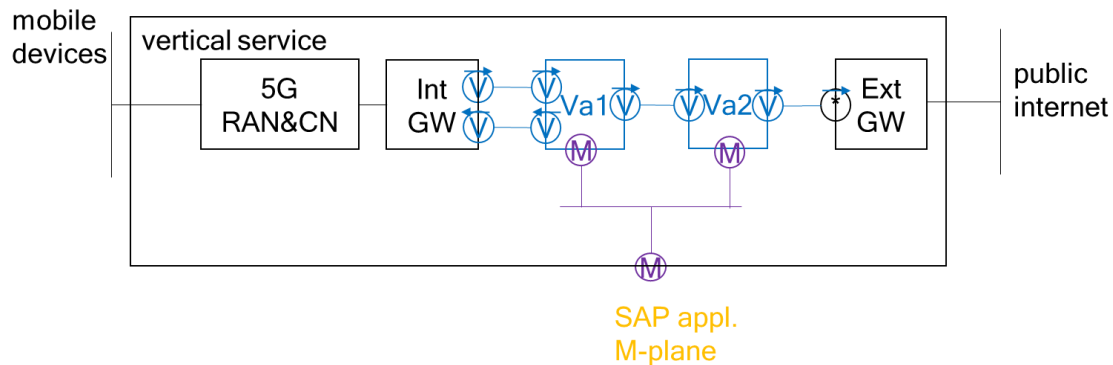 mobile
devices
vertical service
5G
RAN&CN
Int
GW
V
V
V
V
Va1
V
V
Va2
V
*
Ext
GW
public
internet
M
M
M
SAP appl.
M-plane